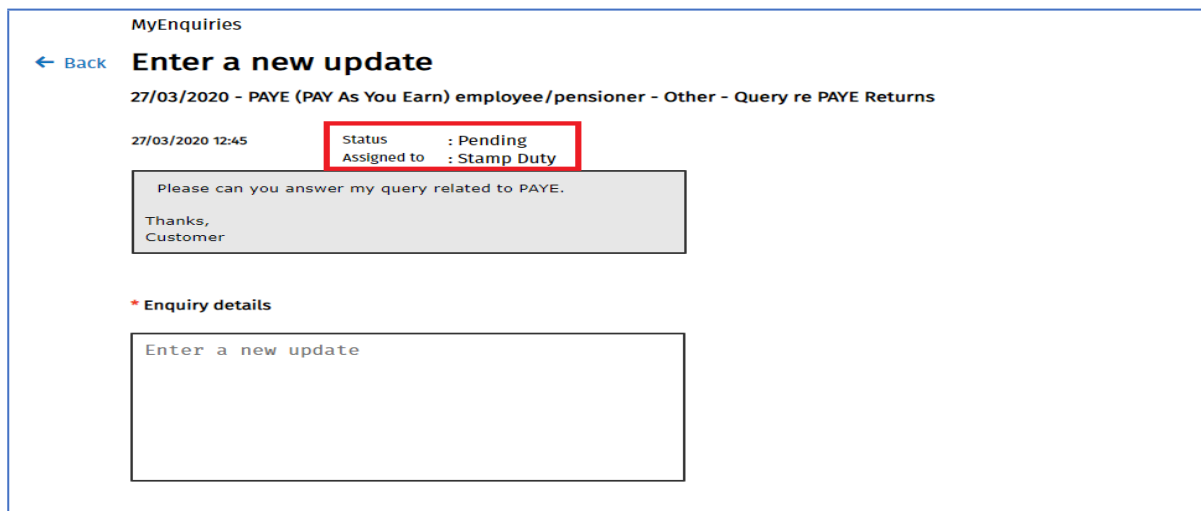 MyEnquiries
← Back Enter a new update
27/03/2020 - PAYE (PAY As You Earn) employee/pensioner - Other - Query re PAYE Returns
27/03/2020 12:45 Status : Pending
Assigned to : Stamp Duty
Please can you answer my query related to PAYE.
Thanks,
Customer
* Enquiry details
Enter a new update